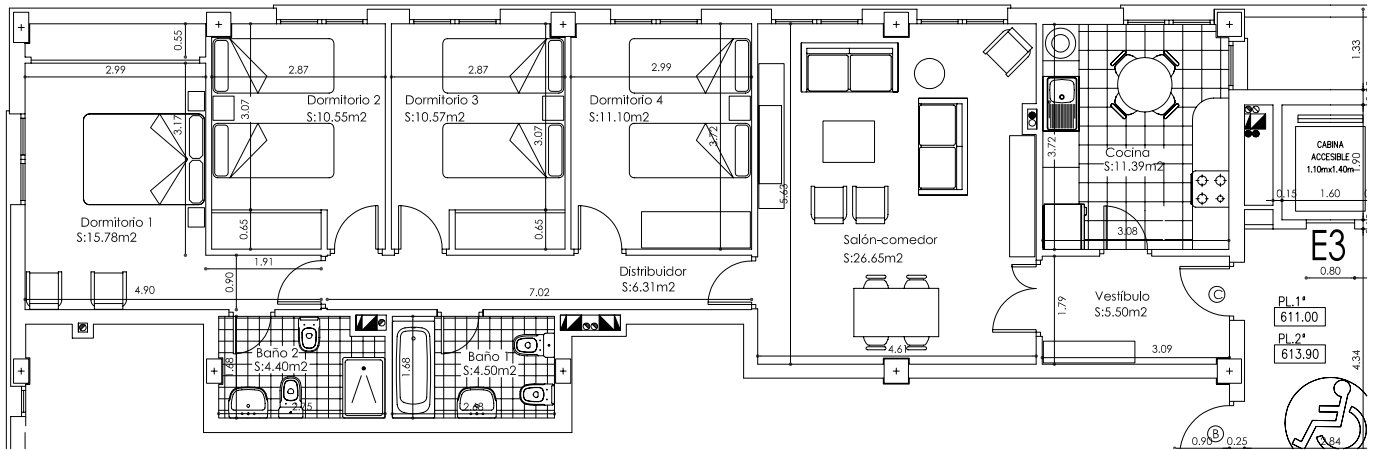 0.55
2.99
2.87
2.87
2.99
Dormitorio 2
S:10.55m2
Dormitorio 3
S:10.57m2
Dormitorio 4
S:11.10m2
3.07
3.17
3.07
3.72
5.63
3.72
Cocina
S:11.39m2
CABINA
ACCESIBLE
1.10mx1.40m
1.33
1.90
0.15
1.60
Dormitorio 1
S:15.78m2
0.65
0.65
Salón-comedor
S:26.65m2
3.08
E3
0.80
1.91
0.90
Distribuidor
S:6.31m2
4.90
7.02
Vestíbulo
S:5.50m2
1.79
C
PL.1ª
611.00
PL.2ª
613.90
Baño 2
S:4.40m2
1.68
1.68
Baño 1
S:4.50m2
4.61
3.09
4.34
2.68
B
0.90
0.25
2.84